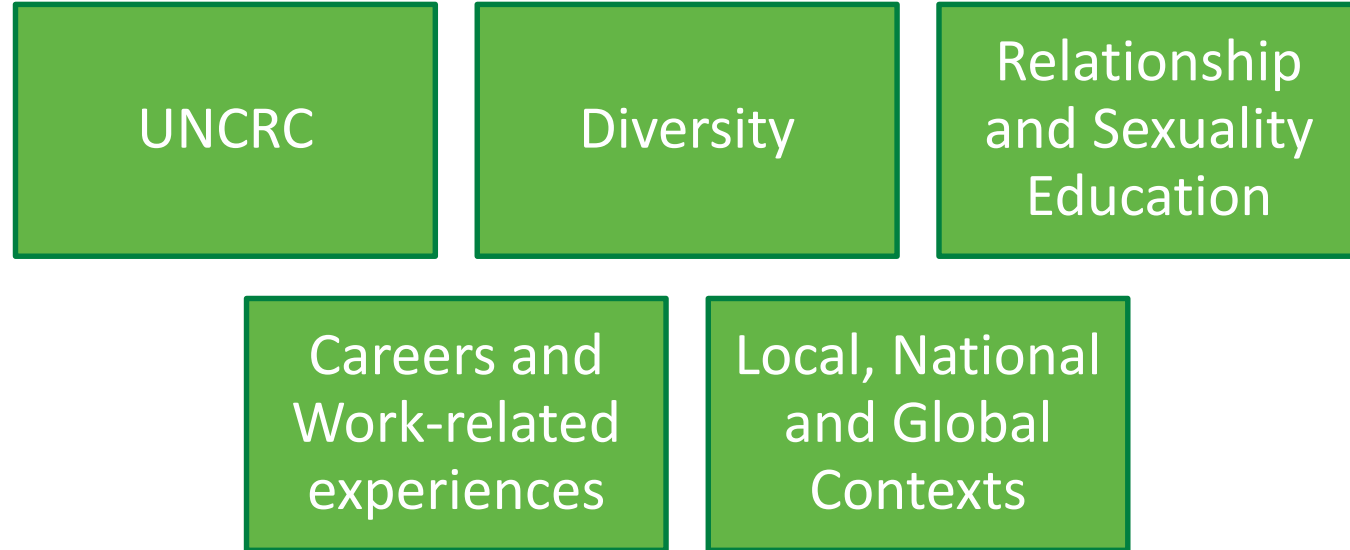 UNCRC
Diversity
Relationship
and Sexuality
Education
Careers and
Work-related
experiences
Local, National
and Global
Contexts